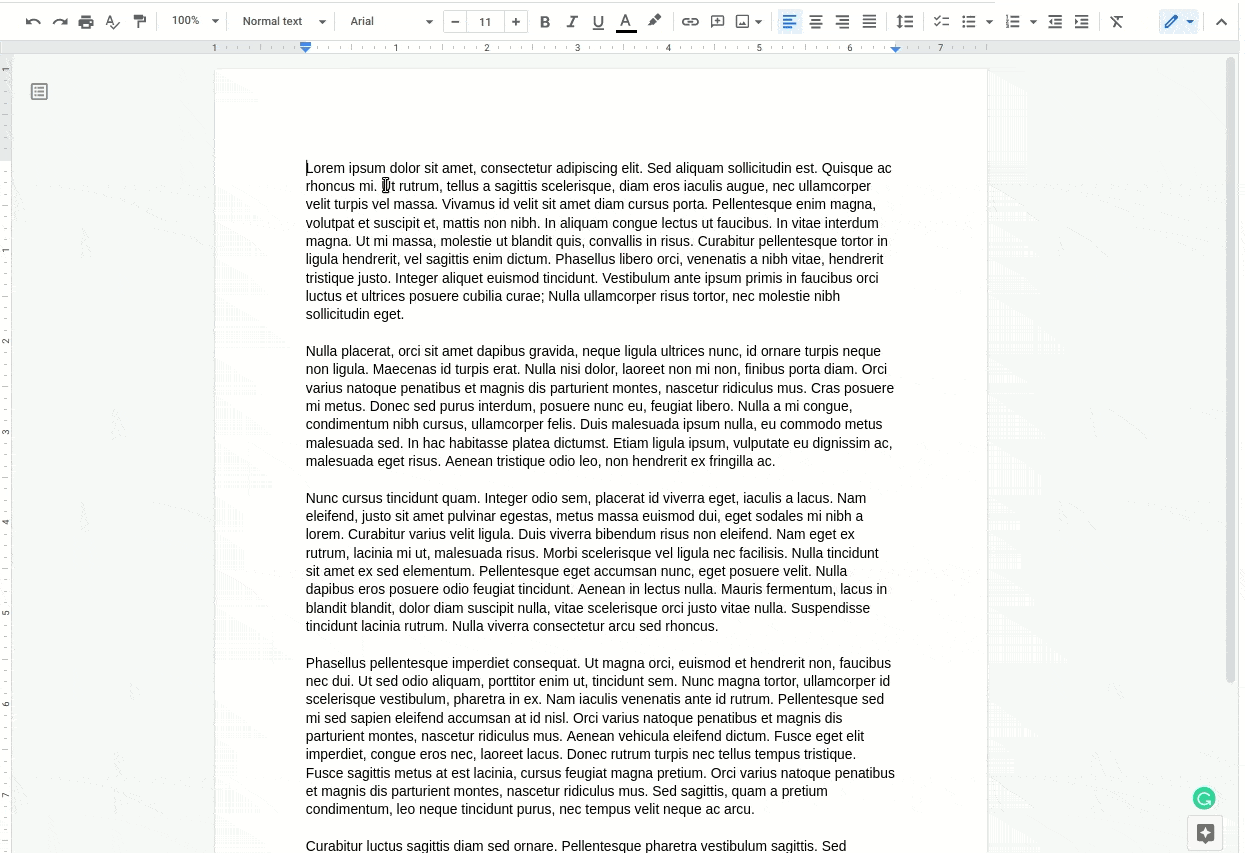 100% Normal text Arial 11
1 1 2 3 4 5 6 7
1
1
2
3
4
5
6
7
Lorem ipsum dolor sit amet, consectetur adipiscing elit. Sed aliquam sollicitudin est. Quisque ac
rhoncus mi. Ut rutrum, tellus a sagittis scelerisque, diam eros iaculis augue, nec ullamcorper
velit turpis vel massa. Vivamus id velit sit amet diam cursus porta. Pellentesque enim magna,
volutpat et suscipit et, mattis non nibh. In aliquam congue lectus ut faucibus. In vitae interdum
magna. Ut mi massa, molestie ut blandit quis, convallis in risus. Curabitur pellentesque tortor in
ligula hendrerit, vel sagittis enim dictum. Phasellus libero orci, venenatis a nibh vitae, hendrerit
tristique justo. Integer aliquet euismod tincidunt. Vestibulum ante ipsum primis in faucibus orci
luctus et ultrices posuere cubilia curae; Nulla ullamcorper risus tortor, nec molestie nibh
sollicitudin eget.
Nulla placerat, orci sit amet dapibus gravida, neque ligula ultrices nunc, id ornare turpis neque
non ligula. Maecenas id turpis erat. Nulla nisi dolor, laoreet non mi non, finibus porta diam. Orci
varius natoque penatibus et magnis dis parturient montes, nascetur ridiculus mus. Cras posuere
mi metus. Donec sed purus interdum, posuere nunc eu, feugiat libero. Nulla a mi congue,
condimentum nibh cursus, ullamcorper felis. Duis malesuada ipsum nulla, eu commodo metus
malesuada sed. In hac habitasse platea dictumst. Etiam ligula ipsum, vulputate eu dignissim ac,
malesuada eget risus. Aenean tristique odio leo, non hendrerit ex fringilla ac.
Nunc cursus tincidunt quam. Integer odio sem, placerat id viverra eget, iaculis a lacus. Nam
eleifend, justo sit amet pulvinar egestas, metus massa euismod dui, eget sodales mi nibh a
lorem. Curabitur varius velit ligula. Duis viverra bibendum risus non eleifend. Nam eget ex
rutrum, lacinia mi ut, malesuada risus. Morbi scelerisque vel ligula nec facilisis. Nulla tincidunt
sit amet ex sed elementum. Pellentesque eget accumsan nunc, eget posuere velit. Nulla
dapibus eros posuere odio feugiat tincidunt. Aenean in lectus nulla. Mauris fermentum, lacus in
blandit blandit, dolor diam suscipit nulla, vitae scelerisque orci justo vitae nulla. Suspendisse
tincidunt lacinia rutrum. Nulla viverra consectetur arcu sed rhoncus.
Phasellus pellentesque imperdiet consequat. Ut magna orci, euismod et hendrerit non, faucibus
nec dui. Ut sed odio aliquam, porttitor enim ut, tincidunt sem. Nunc magna tortor, ullamcorper id
scelerisque vestibulum, pharetra in ex. Nam iaculis venenatis ante id rutrum. Pellentesque sed
mi sed sapien eleifend accumsan at id nisl. Orci varius natoque penatibus et magnis dis
parturient montes, nascetur ridiculus mus. Aenean vehicula eleifend dictum. Fusce eget elit
imperdiet, congue eros nec, laoreet lacus. Donec rutrum turpis nec tellus tempus tristique.
Fusce sagittis metus at est lacinia, cursus feugiat magna pretium. Orci varius natoque penatibus
et magnis dis parturient montes, nascetur ridiculus mus. Sed sagittis, quam a pretium
condimentum, leo neque tincidunt purus, nec tempus velit neque ac arcu.
Curabitur luctus sagittis diam sed ornare. Pellentesque pharetra vestibulum sagittis. Sed